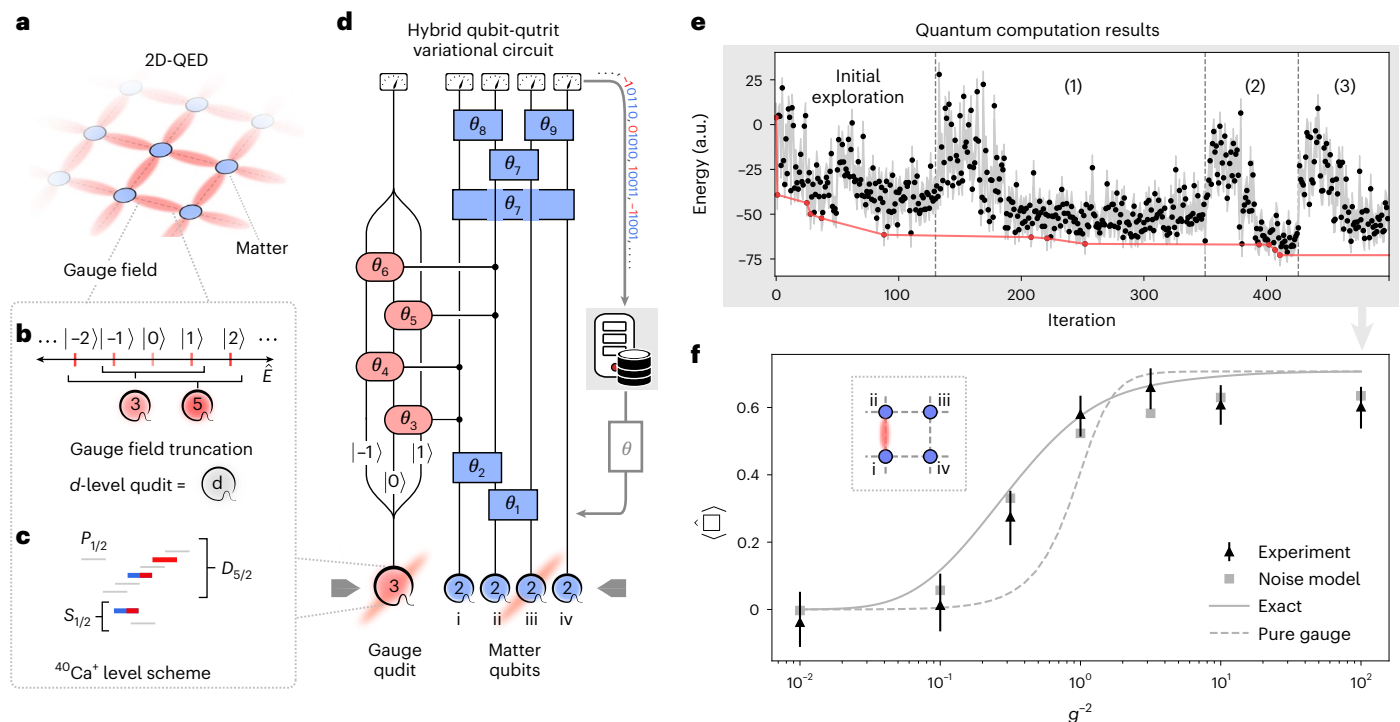 a
2D-QED
Matter
Gauge field
b
... |−2⟩ |−1⟩ |0⟩ |1⟩ |2⟩ ...
Ê
3 5
Gauge field truncation
d-level qudit = d
c
P1/2
D5/2
S1/2
40Ca+ level scheme
d
Hybrid qubit-qutrit
variational circuit
θ8 θ9
θ7
θ7
θ6
θ5
θ4
θ3
|−1⟩ |1⟩
|0⟩
θ2
θ1
3 2 2 2 2
i ii iii iv
Gauge
qudit
Matter
qubits
.....−10110, 01010, 10011, −11001, .....
θ
e
Quantum computation results
Initial
exploration
(1) (2) (3)
25
0
−25
−50
−75
Energy (a.u.)
0 100 200 300 400
Iteration
f
ii iii
i iv
0.6
0.4
0.2
0
⟨□̂⟩
Experiment
Noise model
Exact
Pure gauge
10−2 10−1 100 101 102
g−2